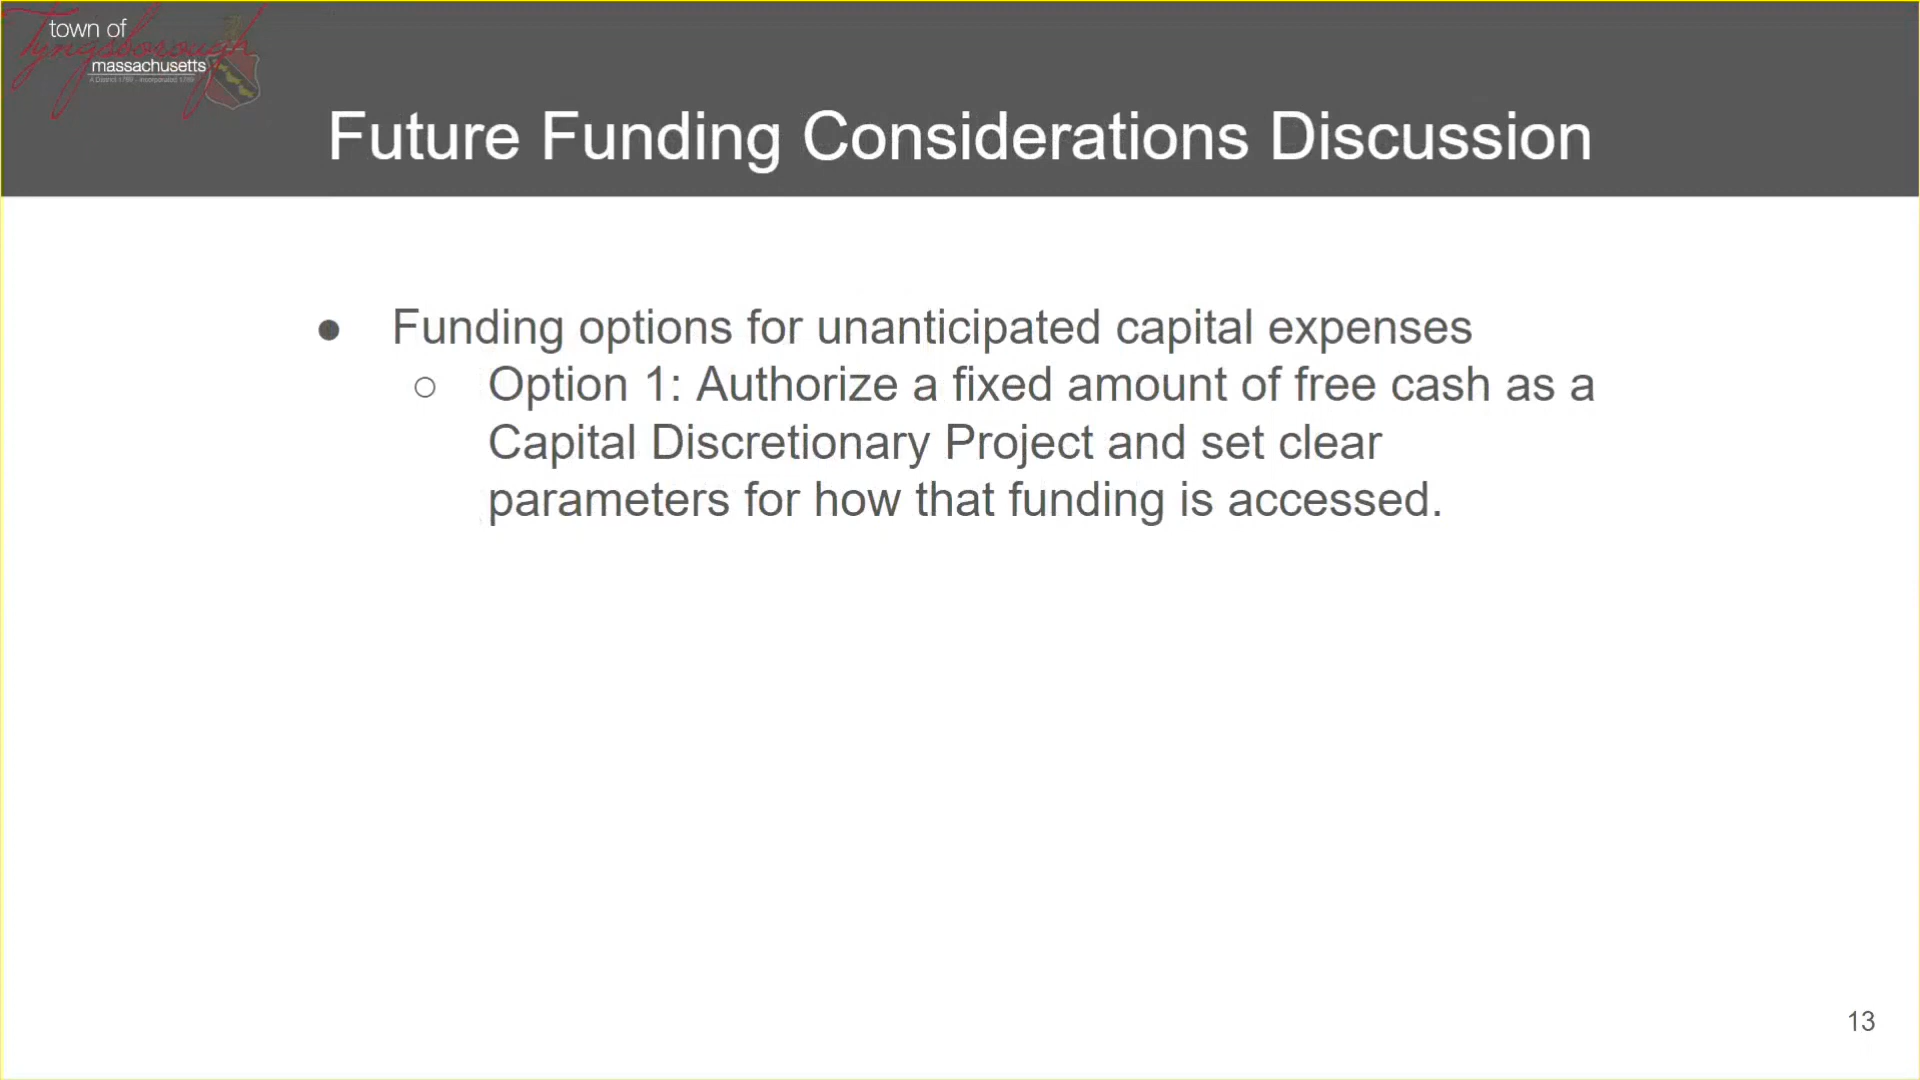 town of
Tyngsborough
massachusetts
Future Funding Considerations Discussion
● Funding options for unanticipated capital expenses
○ Option 1: Authorize a fixed amount of free cash as a
Capital Discretionary Project and set clear
parameters for how that funding is accessed.
13